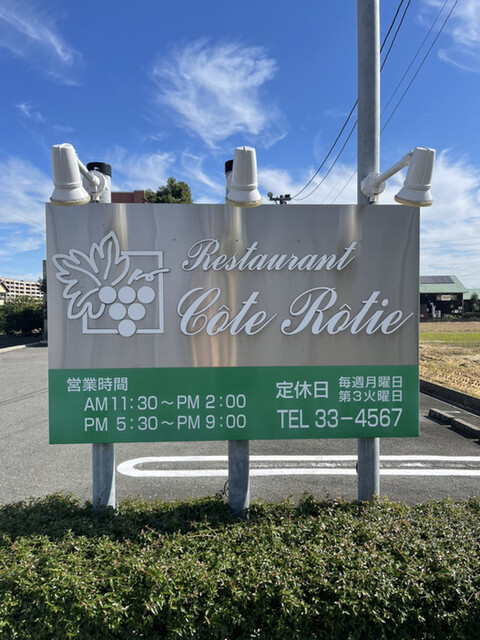 Restaurant
Côte Rôtie
営業時間
AM 11:30～PM 2:00
PM 5:30～PM 9:00
定休日 毎週月曜日
第3火曜日
TEL 33-4567